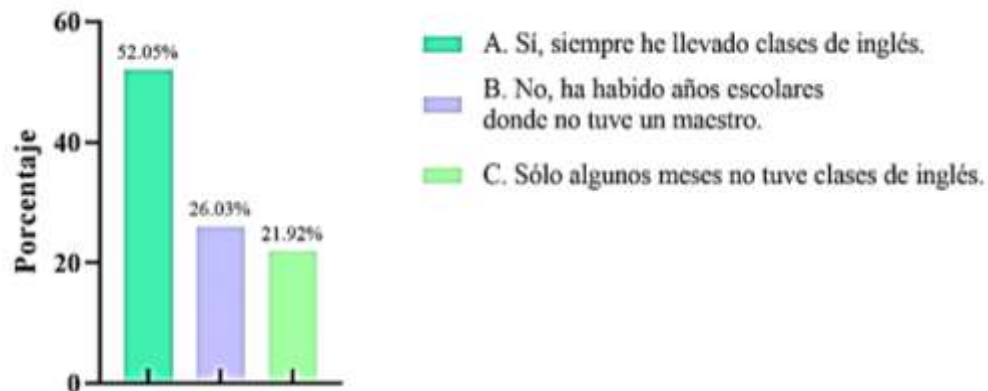 60
52.05%
A. Sí, siempre he llevado clases de inglés.
B. No, ha habido años escolares
donde no tuve un maestro.
40
Porcentaje
C. Sólo algunos meses no tuve clases de inglés.
26.03%
21.92%
20
0